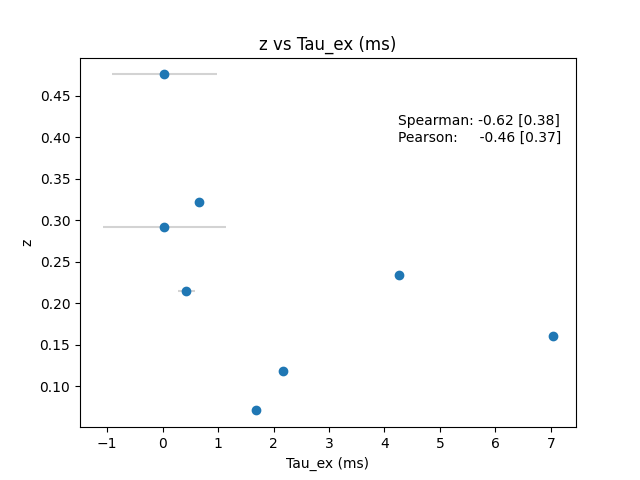 z vs Tau_ex (ms)
0.45
0.40
0.35
0.30
0.25
0.20
0.15
0.10
z
Spearman: -0.62 [0.38]
Pearson: -0.46 [0.37]
−1 0 1 2 3 4 5 6 7
Tau_ex (ms)